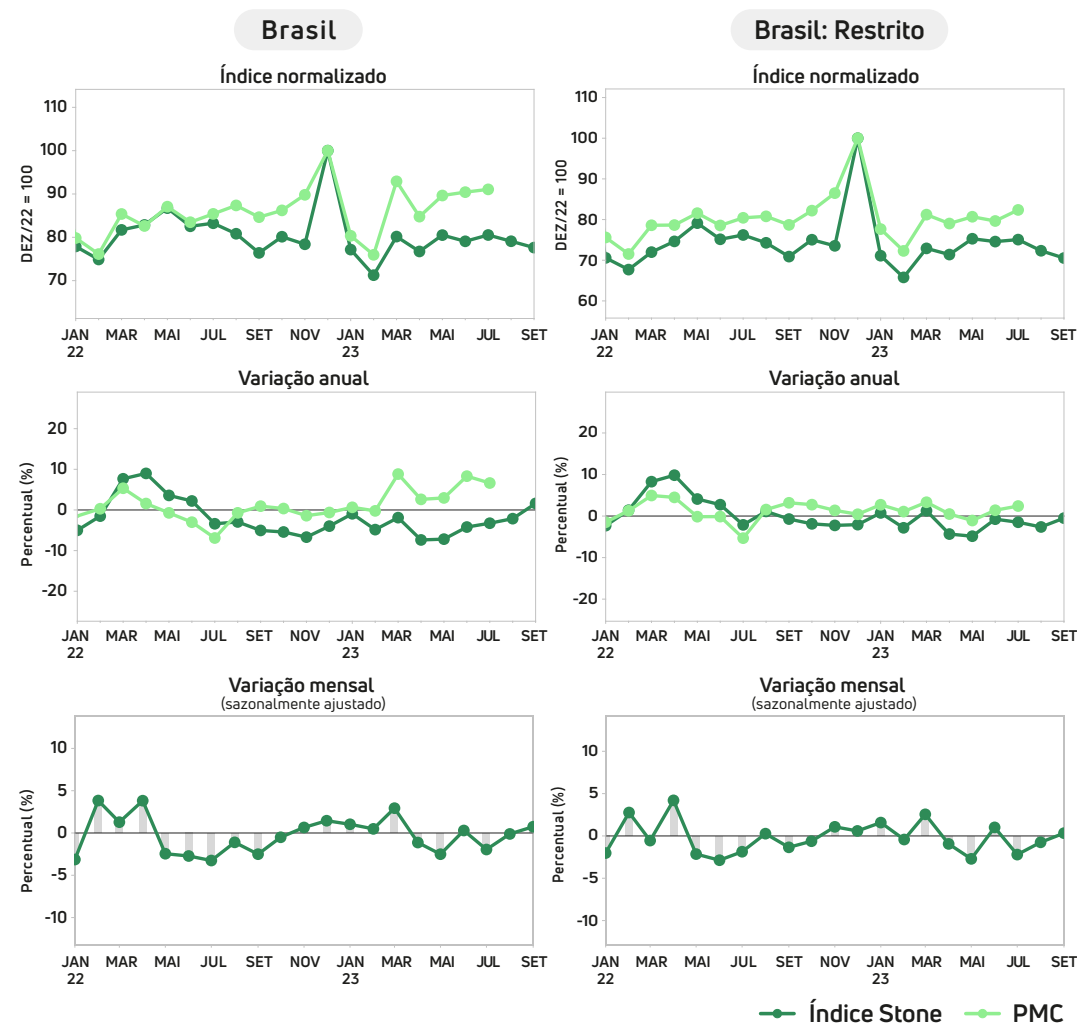 Brasil
Índice normalizado
DEZ/22 = 100
110
100
90
80
70
JAN MAR MAI JUL SET NOV JAN MAR MAI JUL SET
22 23
Variação anual
Percentual (%)
20
10
0
-10
-20
JAN MAR MAI JUL SET NOV JAN MAR MAI JUL SET
22 23
Variação mensal
(sazonalmente ajustado)
Percentual (%)
10
5
0
-5
-10
JAN MAR MAI JUL SET NOV JAN MAR MAI JUL SET
22 23
Brasil: Restrito
Índice normalizado
DEZ/22 = 100
110
100
90
80
70
60
JAN MAR MAI JUL SET NOV JAN MAR MAI JUL SET
22 23
Variação anual
Percentual (%)
20
10
0
-10
-20
JAN MAR MAI JUL SET NOV JAN MAR MAI JUL SET
22 23
Variação mensal
(sazonalmente ajustado)
Percentual (%)
10
5
0
-5
-10
JAN MAR MAI JUL SET NOV JAN MAR MAI JUL SET
22 23
Índice Stone PMC